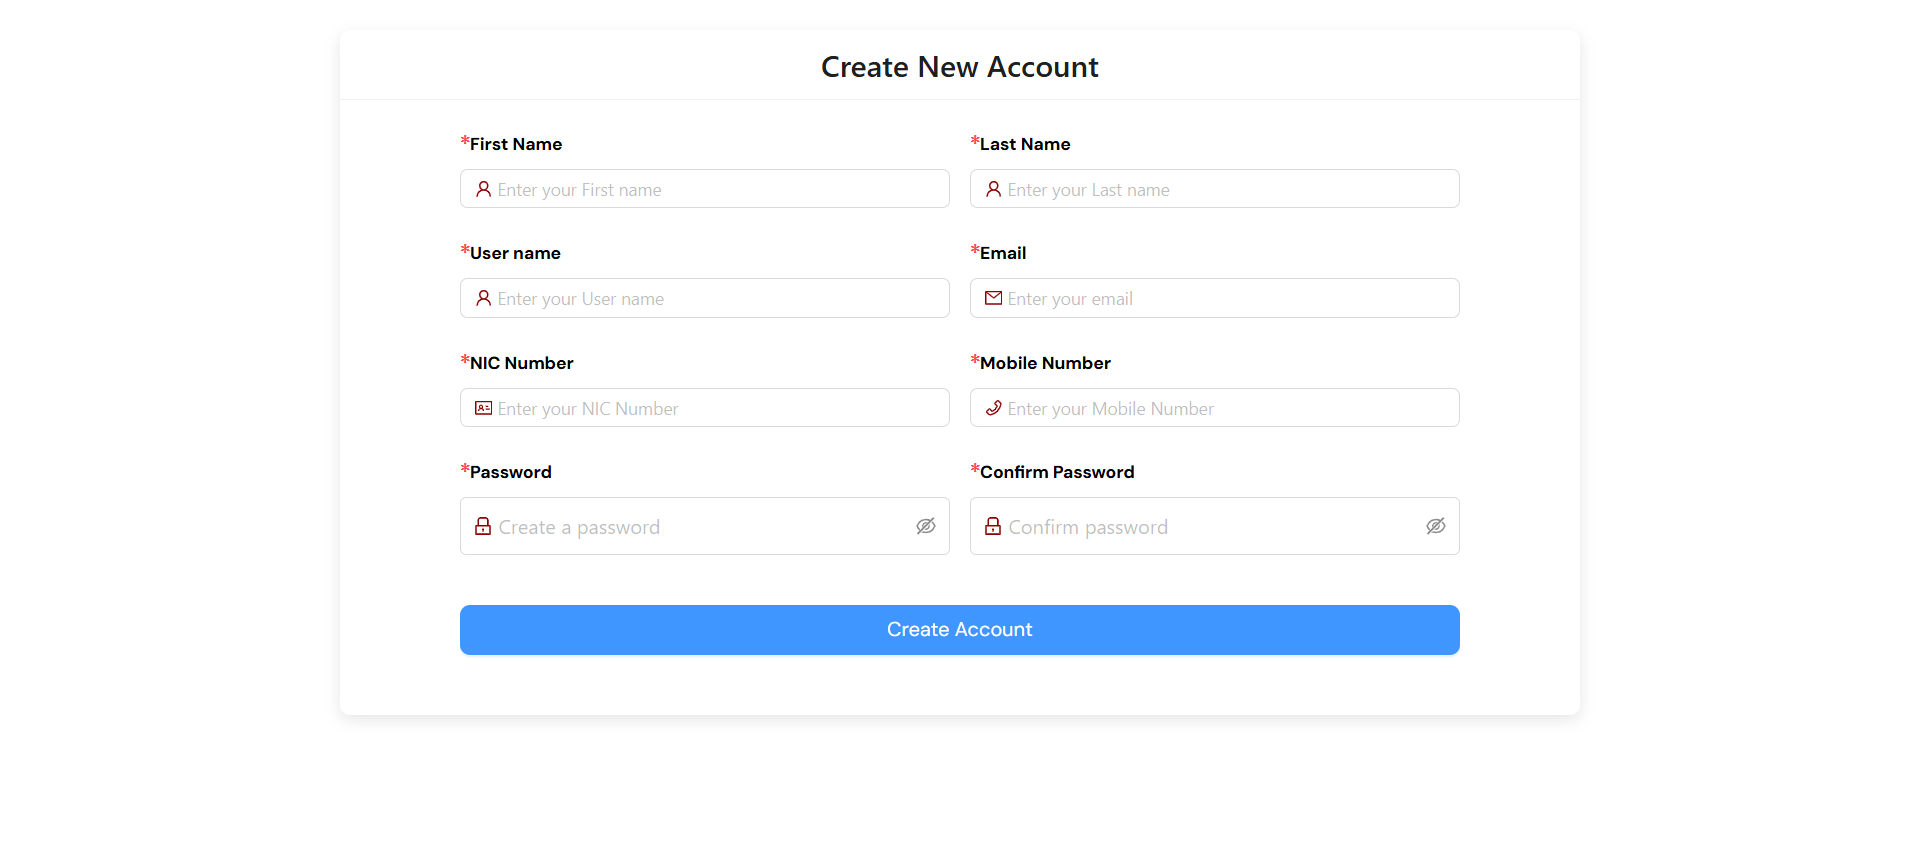 Create New Account
*First Name *Last Name
Enter your First name Enter your Last name
*User name *Email
Enter your User name Enter your email
*NIC Number *Mobile Number
Enter your NIC Number Enter your Mobile Number
*Password *Confirm Password
Create a password Confirm password
Create Account